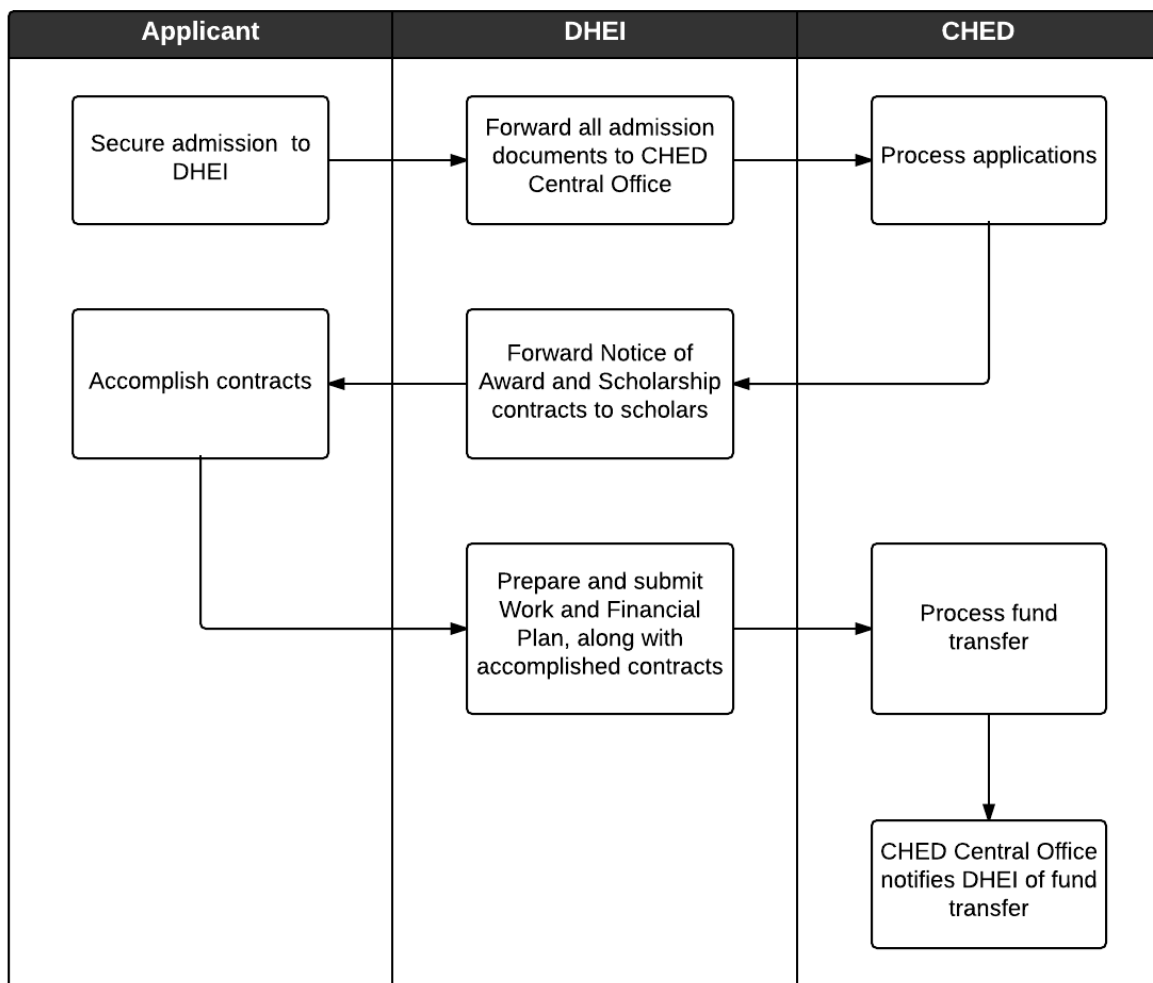 Applicant
DHEI
CHED
Secure admission  to
DHEI
Forward all admission
documents to CHED
Central Office
Process applications
Accomplish contracts
Forward Notice of
Award and Scholarship
contracts to scholars
Prepare and submit
Work and Financial
Plan, along with
accomplished contracts
Process fund
transfer
CHED Central Office
notifies DHEI of fund
transfer